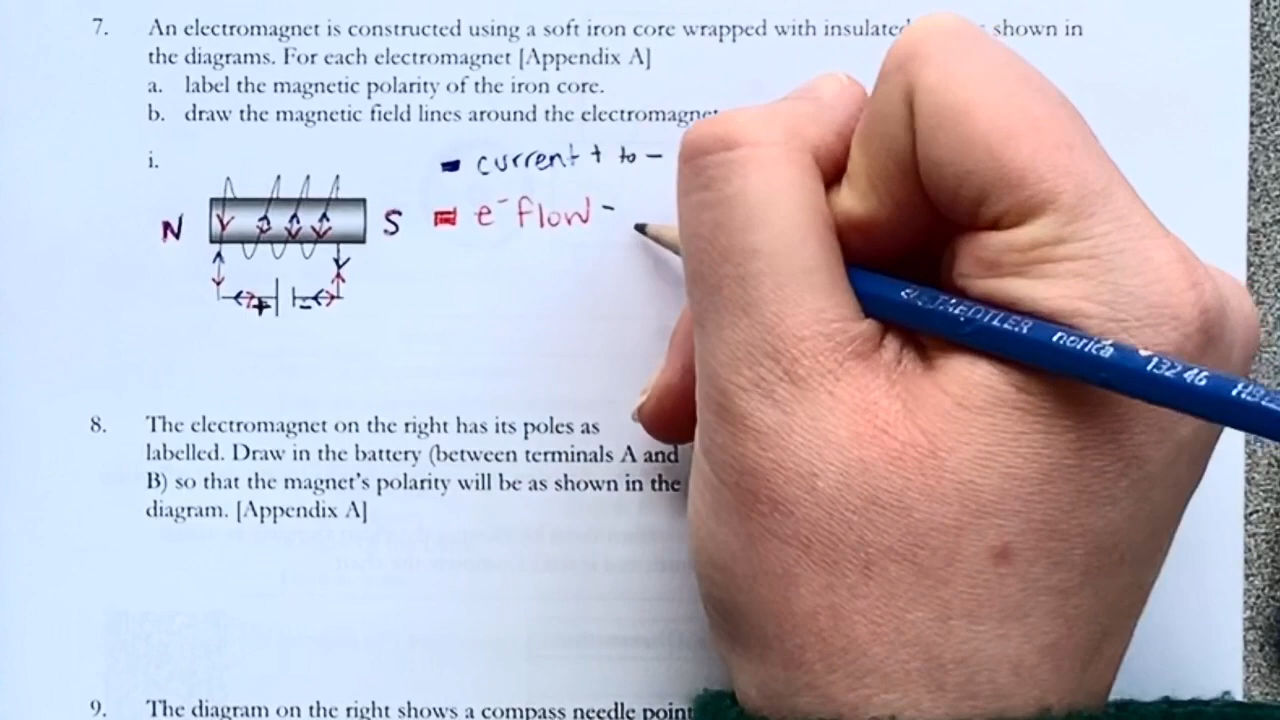 7. An electromagnet is constructed using a soft iron core wrapped with shown in
the diagrams. For each electromagnet [Appendix A]
a. label the magnetic polarity of the iron core.
b. draw the magnetic field lines around the
i.
current + to -
N S e⁻ flow -
+ -
STAEDTLER norica 132 46
8. The electromagnet on the right has its poles as
labelled. Draw in the battery (between terminals A and
B) so that the magnet's polarity will be as shown in the
diagram. [Appendix A]
9. The diagram on the right shows a compass needle